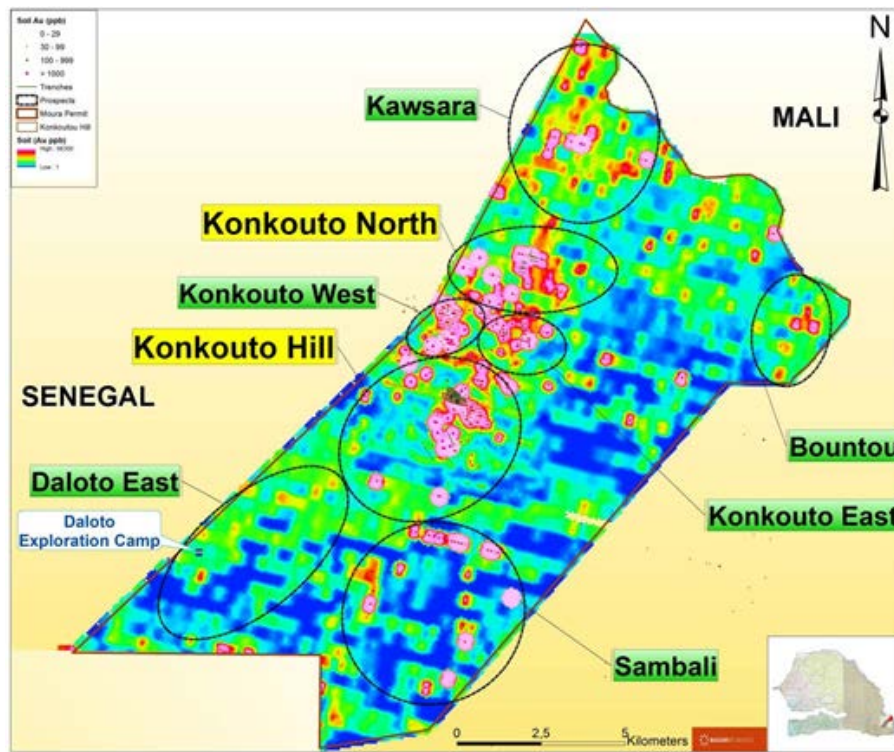 Soil Au (ppb)
0 - 29
30 - 99
100 - 999
> 1000
Trenches
Prospects
Moura Permit
Konkoutou Hill
Soil (Au ppb)
Low : 1
N
MALI
Kawsara
Konkouto North
Konkouto West
Konkouto Hill
SENEGAL
Bountou
Daloto East
Konkouto East
Daloto
Exploration Camp
Sambali
0 2,5 5
Kilometers